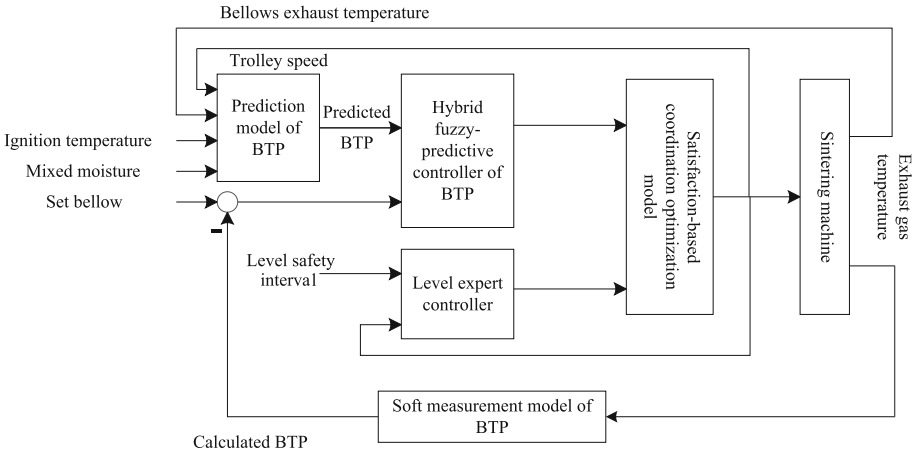 Bellows exhaust temperature
Trolley speed
Prediction
model of
BTP
Predicted
BTP
Hybrid
fuzzy-
predictive
controller of
BTP
Satisfaction-based
coordination optimization
model
Sintering machine
Exhaust gas
temperature
Ignition temperature
Mixed moisture
Set bellow
-
Level safety
interval
Level expert
controller
Soft measurement model of
BTP
Calculated BTP